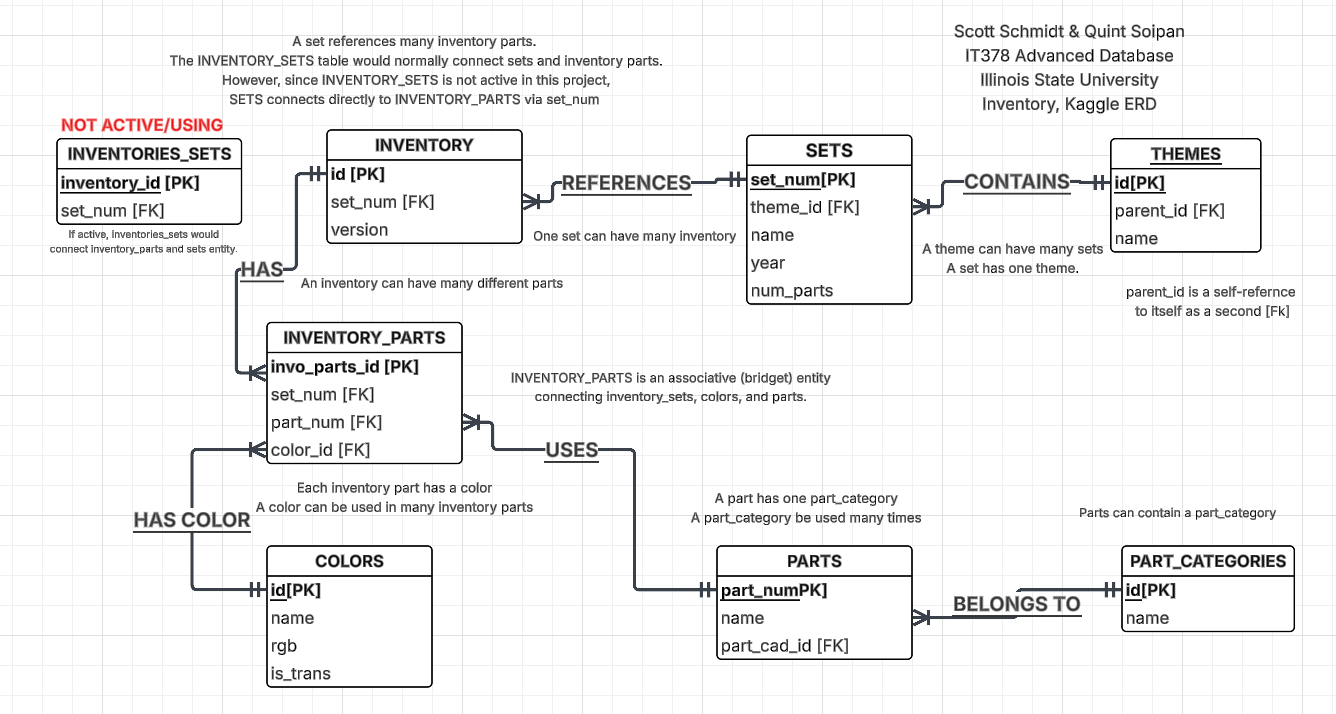 Scott Schmidt & Quint Soipan
IT378 Advanced Database
Illinois State University
Inventory, Kaggle ERD
A set references many inventory parts.
The INVENTORY_SETS table would normally connect sets and inventory parts.
However, since INVENTORY_SETS is not active in this project,
SETS connects directly to INVENTORY_PARTS via set_num
NOT ACTIVE/USING
INVENTORIES_SETS
inventory_id [PK]
set_num [FK]
If active, inventories_sets would
connect inventory_parts and sets entity.
INVENTORY
id [PK]
set_num [FK]
version
REFERENCES
One set can have many inventory
SETS
set_num[PK]
theme_id [FK]
name
year
num_parts
CONTAINS
A theme can have many sets
A set has one theme.
THEMES
id[PK]
parent_id [FK]
name
parent_id is a self-refernce
to itself as a second [Fk]
HAS
An inventory can have many different parts
INVENTORY_PARTS
invo_parts_id [PK]
set_num [FK]
part_num [FK]
color_id [FK]
INVENTORY_PARTS is an associative (bridget) entity
connecting inventory_sets, colors, and parts.
USES
Each inventory part has a color
A color can be used in many inventory parts
HAS COLOR
COLORS
id[PK]
name
rgb
is_trans
A part has one part_category
A part_category be used many times
PARTS
part_numPK]
name
part_cad_id [FK]
BELONGS TO
Parts can contain a part_category
PART_CATEGORIES
id[PK]
name